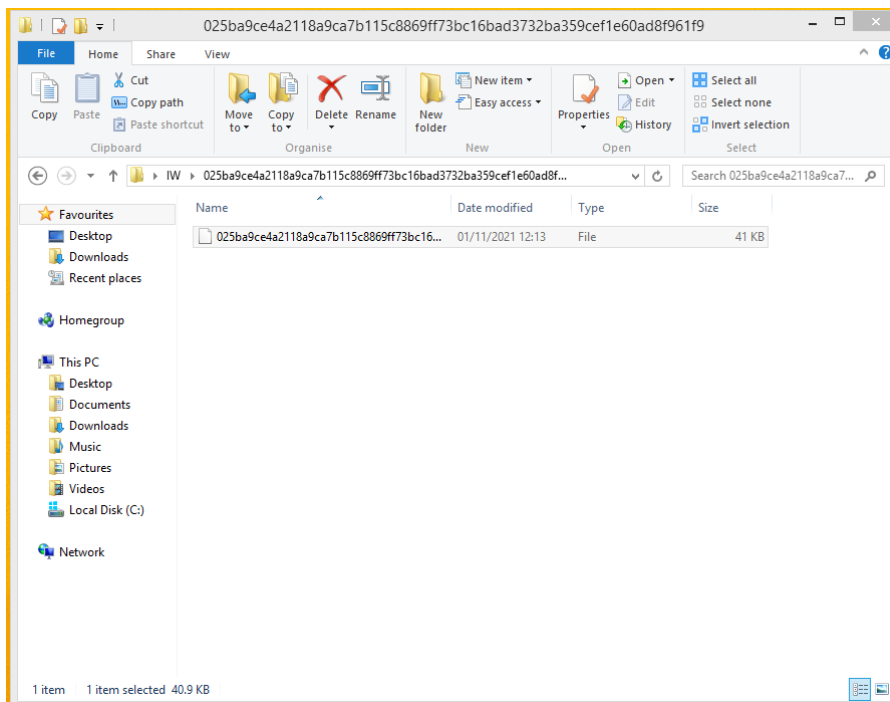 025ba9ce4a2118a9ca7b115c8869ff73bc16bad3732ba359cef1e60ad8f961f9
File Home Share View
Copy
Paste
Cut
Copy path
Paste shortcut
Clipboard
Move to
Copy to
Delete
Rename
Organise
New folder
New item
Easy access
New
Properties
Open
Edit
History
Open
Select all
Select none
Invert selection
Select
IW 025ba9ce4a2118a9ca7b115c8869ff73bc16bad3732ba359cef1e60ad8f...
Search 025ba9ce4a2118a9ca7...
Name Date modified Type Size
025ba9ce4a2118a9ca7b115c8869ff73bc16... 01/11/2021 12:13 File 41 KB
Favourites
Desktop
Downloads
Recent places
Homegroup
This PC
Desktop
Documents
Downloads
Music
Pictures
Videos
Local Disk (C:)
Network
1 item 1 item selected 40.9 KB